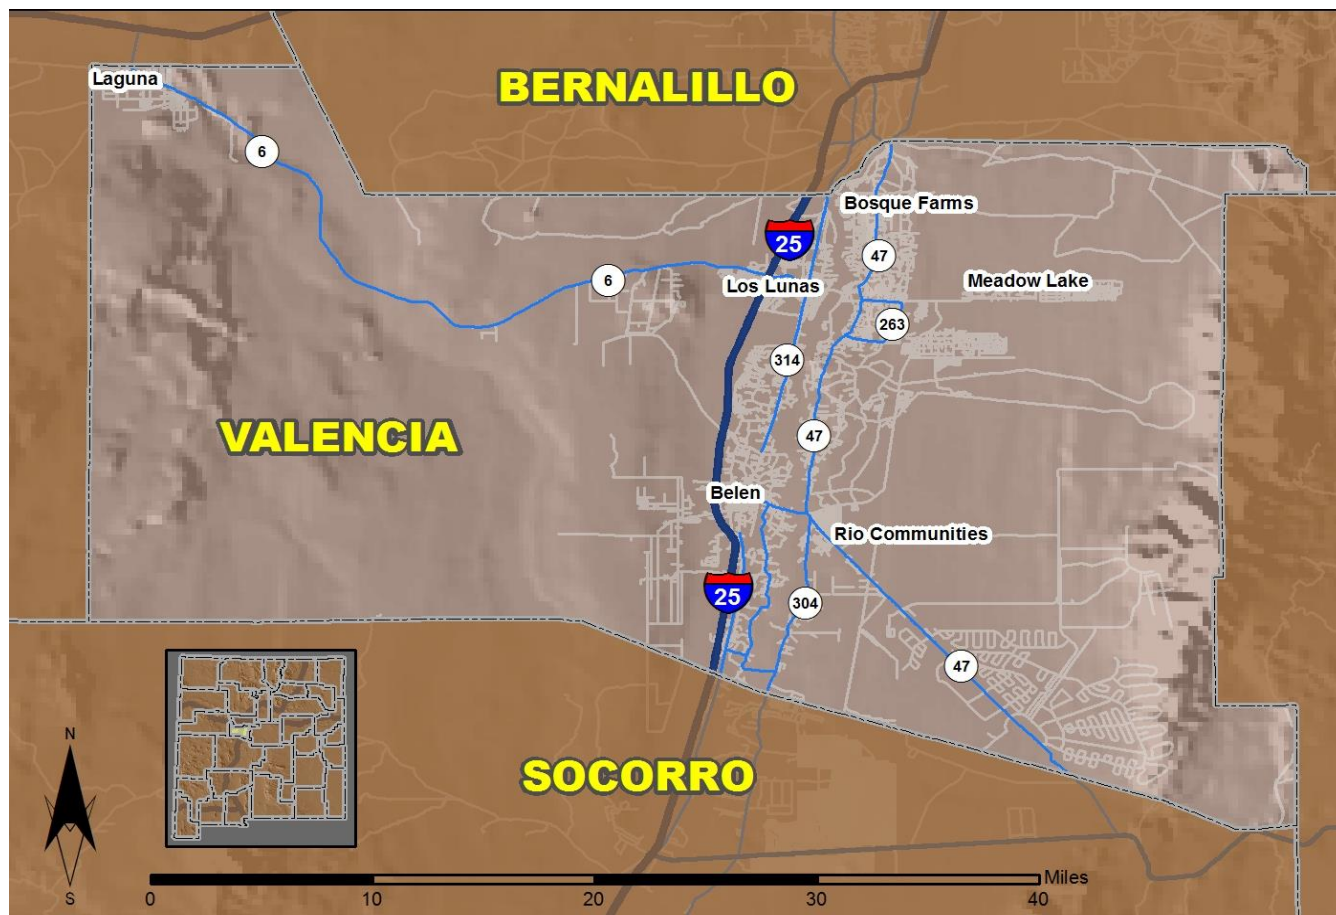 Laguna
BERNALILLO
6
Bosque Farms
25
47
6
Los Lunas
Meadow Lake
263
314
VALENCIA
47
Belen
Rio Communities
25
304
47
N
SOCORRO
S
0
10
20
30
40
Miles